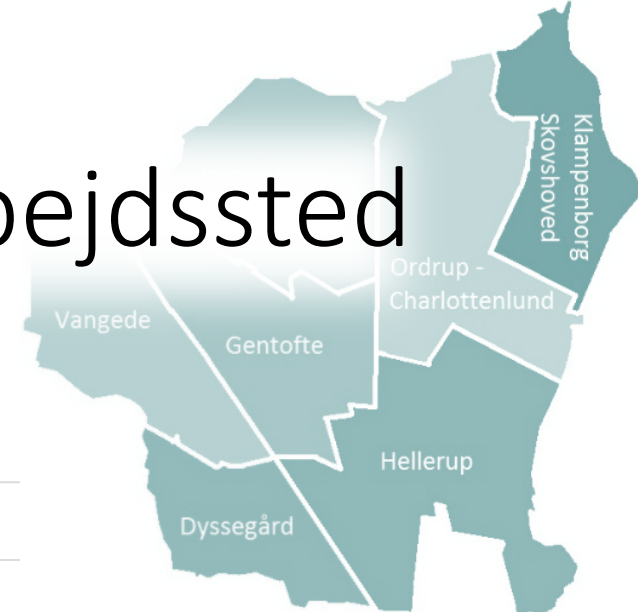 bejdssted
Klampenborg
Skovshoved
Ordrup -
Charlottenlund
Vangede
Gentofte
Hellerup
Dyssegård